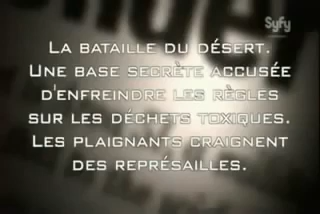 Syfy
La bataille du désert.
Une base secrète accusée
d'enfreindre les règles
sur les déchets toxiques.
Les plaignants craignent
des représailles.